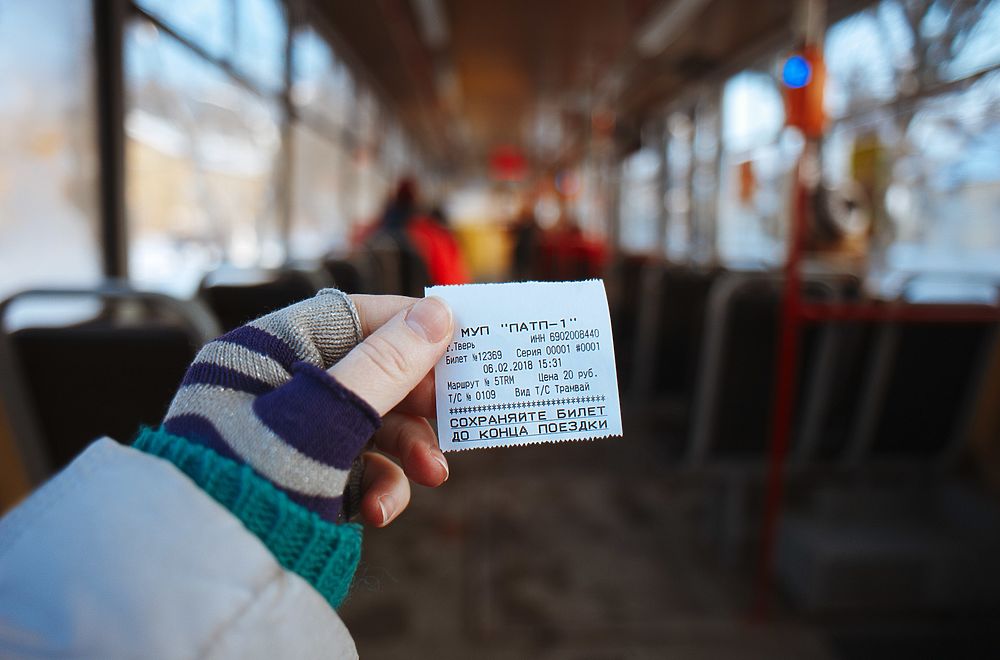 МУП "ПАТП-1"
г.Тверь ИНН 6902008440
Билет №12369 Серия 00001 #0001
06.02.2018 15:31
Маршрут № 5TRM Цена 20 руб.
Т/С № 0109 Вид Т/С Трамвай
********************************
СОХРАНЯЙТЕ БИЛЕТ
ДО КОНЦА ПОЕЗДКИ